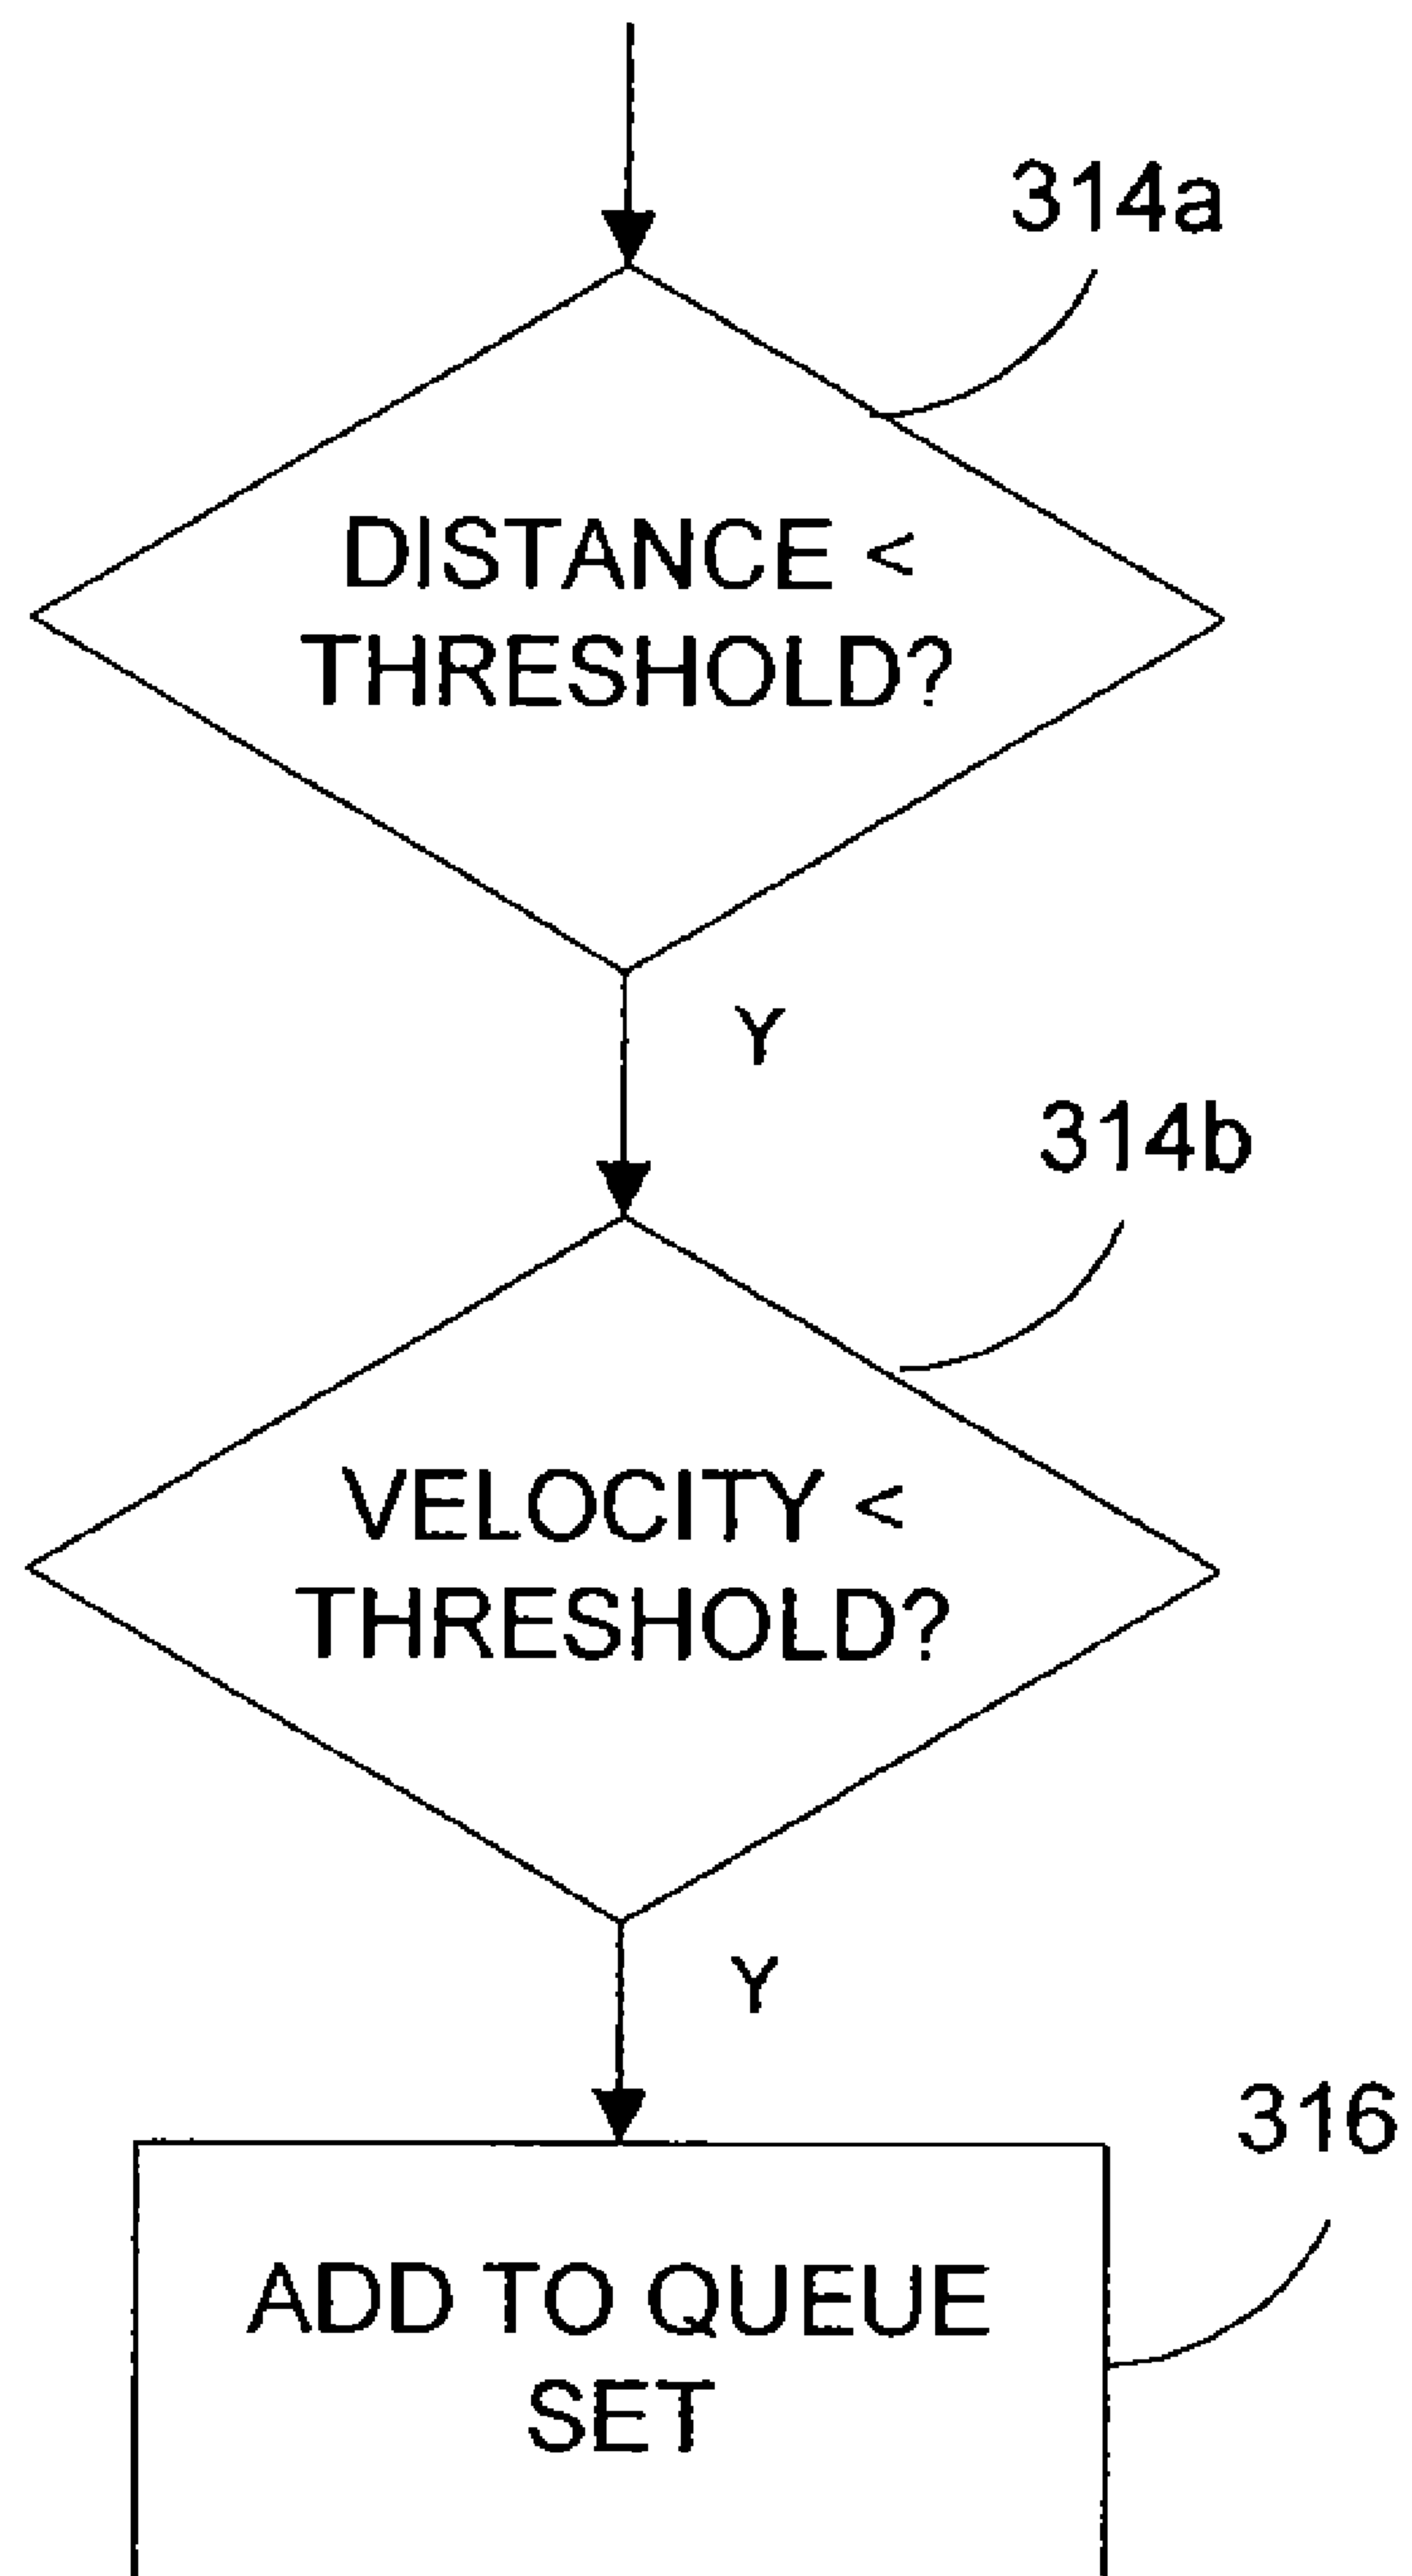 314a
DISTANCE <
THRESHOLD?
Y
314b
VELOCITY <
THRESHOLD?
Y
316
ADD TO QUEUE
SET